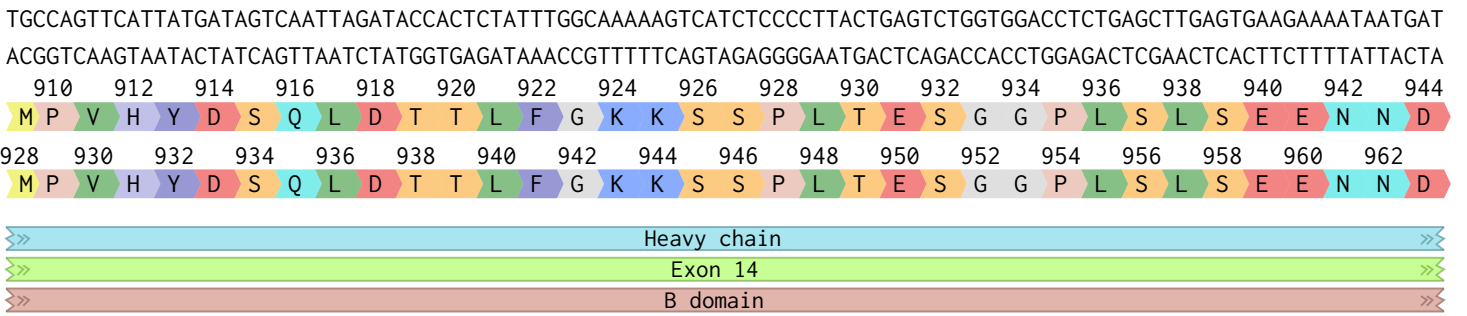 TGCCAGTTCATTATGATAGTCAATTAGATACCACTCTATTTGGCAAAAAGTCATCTCCCCTTACTGAGTCTGGTGGACCTCTGAGCTTGAGTGAAGAAAATAATGAT
ACGGTCAAGTAATACTATCAGTTAATCTATGGTGAGATAAACCGTTTTTCAGTAGAGGGGAATGACTCAGACCACCTGGAGACTCGAACTCACTTCTTTTATTACTA
910 912 914 916 918 920 922 924 926 928 930 932 934 936 938 940 942 944
M P V H Y D S Q L D T T L F G K K S S P L T E S G G P L S L S E E N N D
928 930 932 934 936 938 940 942 944 946 948 950 952 954 956 958 960 962
M P V H Y D S Q L D T T L F G K K S S P L T E S G G P L S L S E E N N D
Heavy chain
Exon 14
B domain